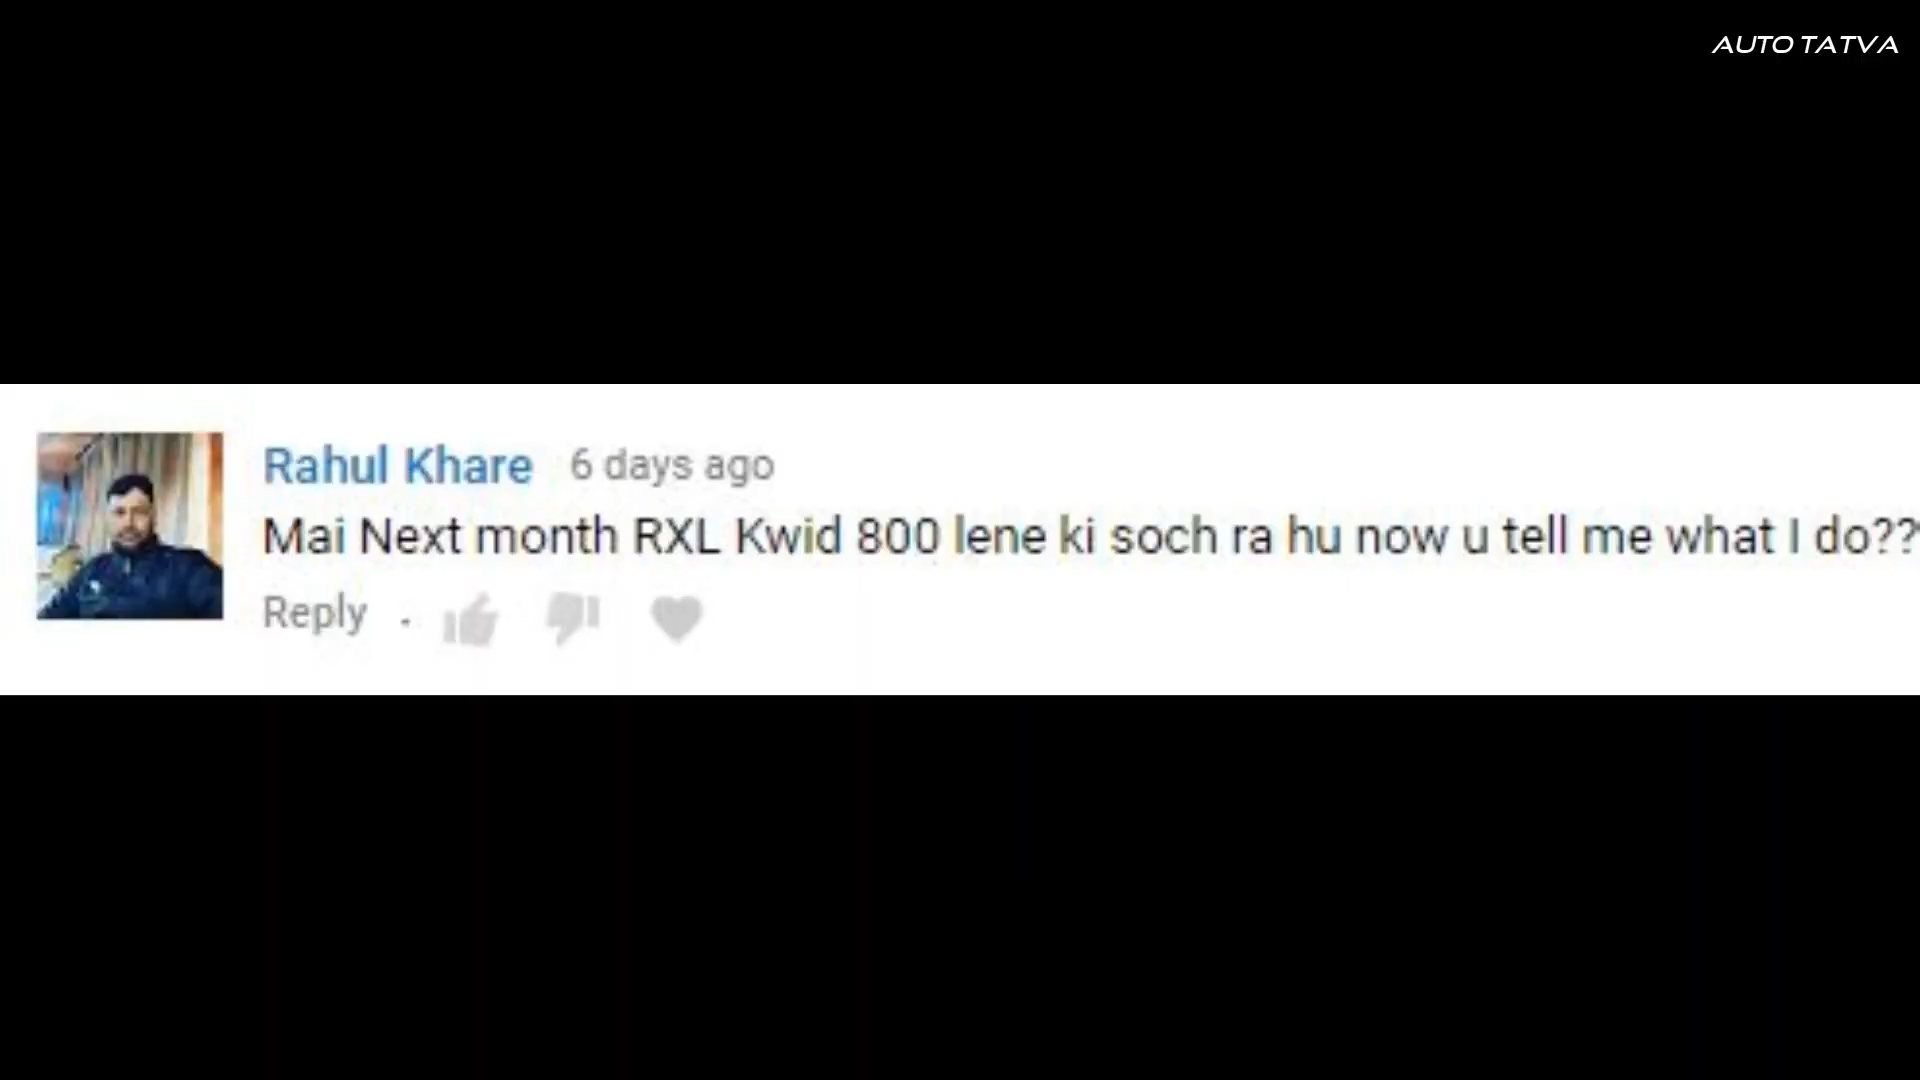 AUTO TATVA
Rahul Khare 6 days ago
Mai Next month RXL Kwid 800 lene ki soch ra hu now u tell me what I do??
Reply .